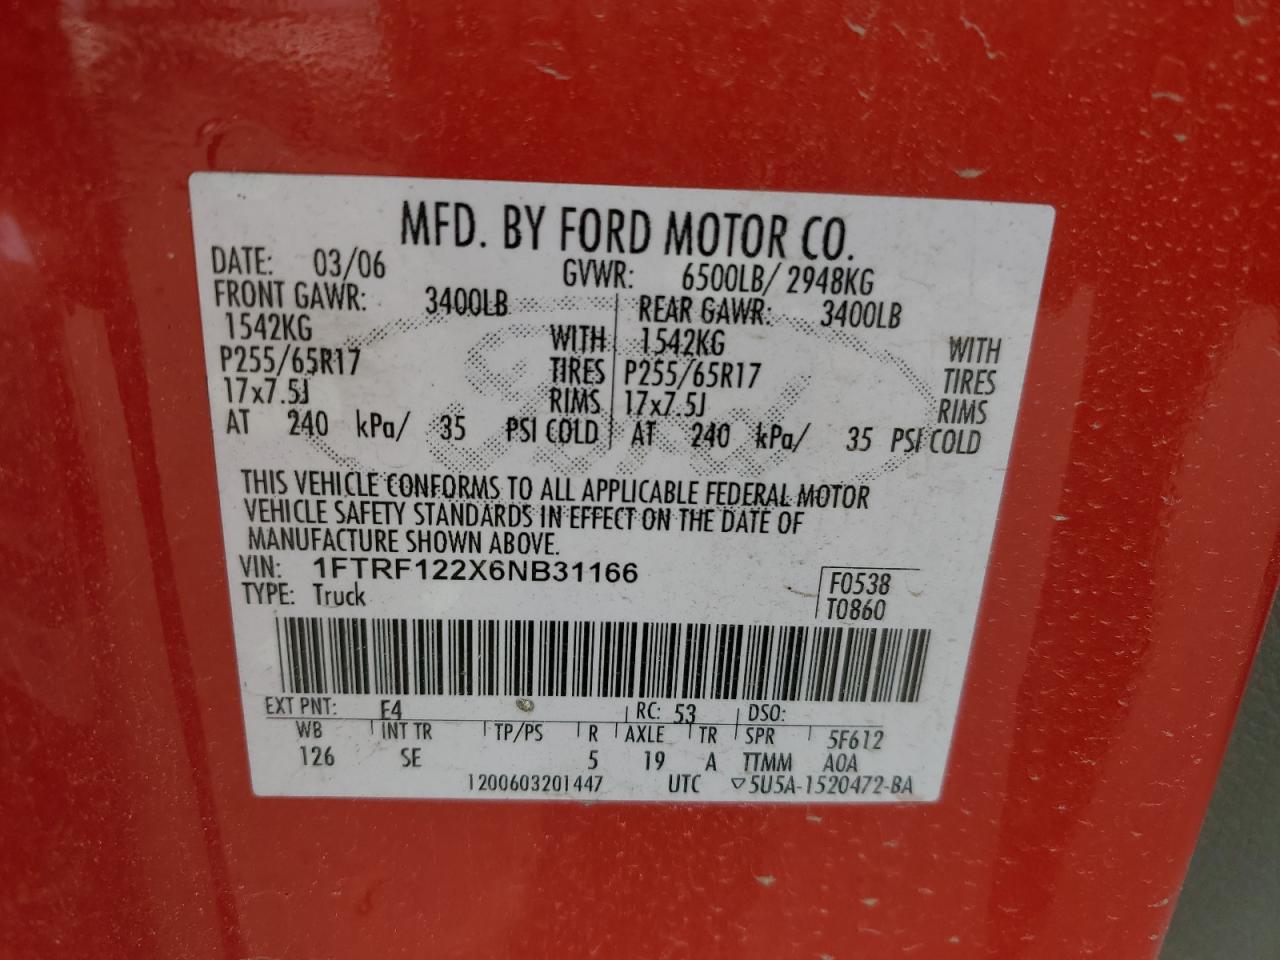 MFD. BY FORD MOTOR CO.
DATE: 03/06 GVWR: 6500LB/ 2948KG
FRONT GAWR: 3400LB REAR GAWR: 3400LB
1542KG WITH 1542KG WITH
P255/65R17 TIRES P255/65R17 TIRES
17x7.5J RIMS 17x7.5J RIMS
AT 240 kPa/ 35 PSI COLD AT 240 kPa/ 35 PSI COLD
THIS VEHICLE CONFORMS TO ALL APPLICABLE FEDERAL MOTOR
VEHICLE SAFETY STANDARDS IN EFFECT ON THE DATE OF
MANUFACTURE SHOWN ABOVE.
VIN: 1FTRF122X6NB31166
TYPE: Truck
F0538
T0860
EXT PNT: E4 RC: 53 DSO:
WB INT TR TP/PS R AXLE TR SPR 5F612
126 SE 5 19 A TTMM A0A
1200603201447 UTC ▽5U5A-1520472-BA